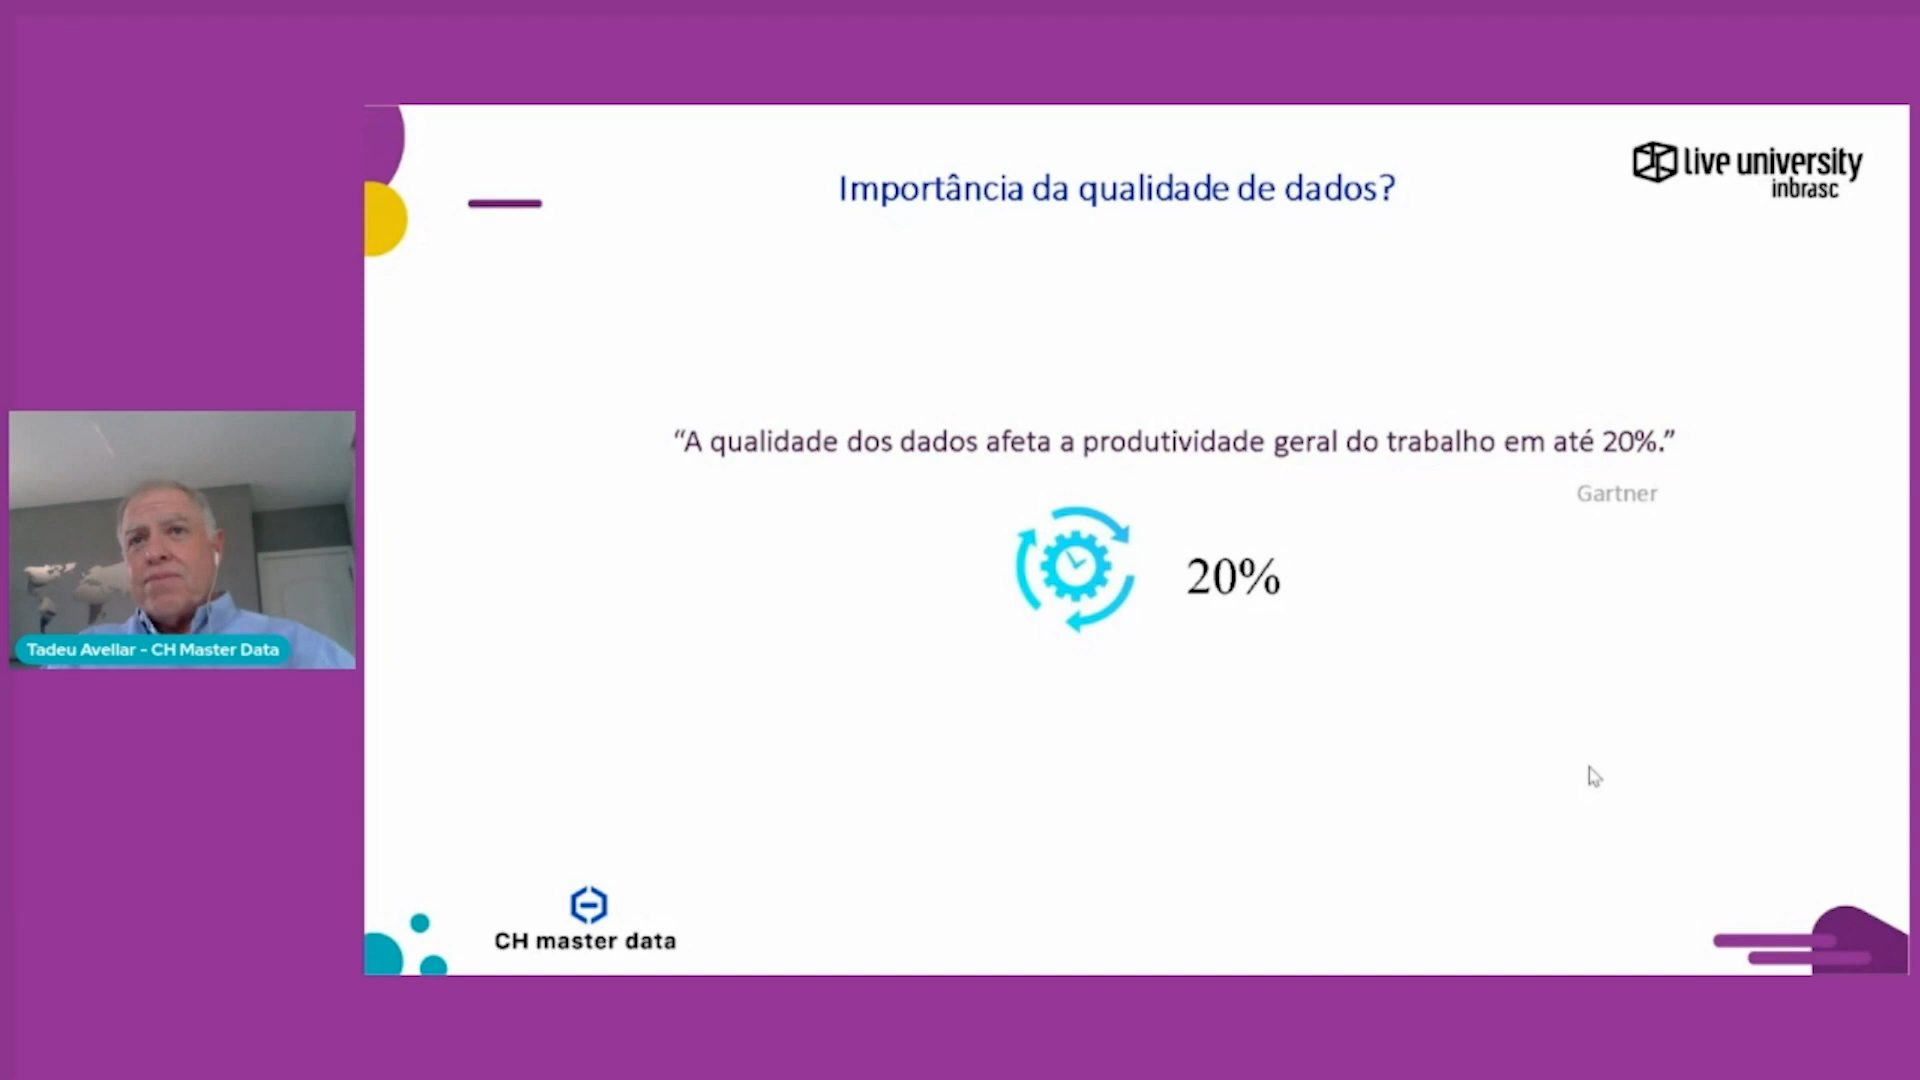 Importância da qualidade de dados?
live university
inbrasc
“A qualidade dos dados afeta a produtividade geral do trabalho em até 20%.”
Gartner
20%
Tadeu Avellar - CH Master Data
CH master data